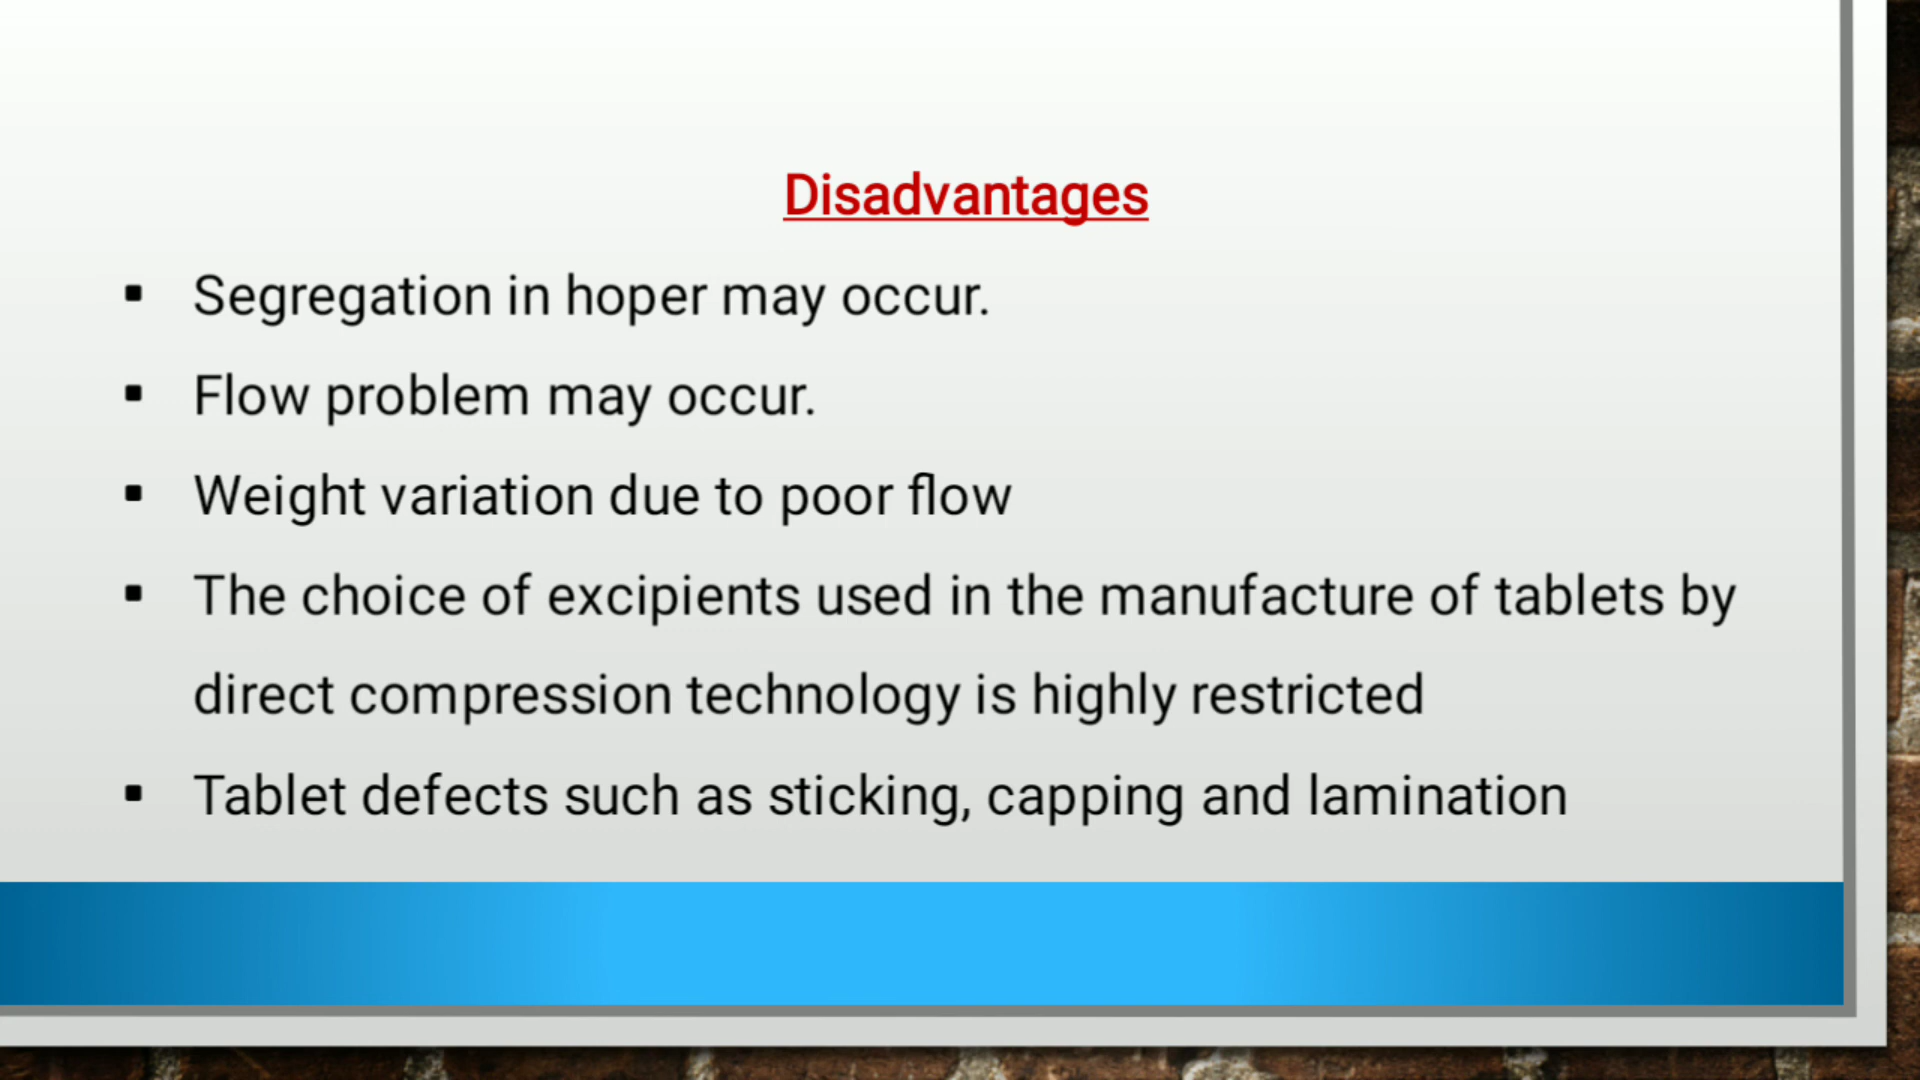 Disadvantages
▪ Segregation in hoper may occur.
▪ Flow problem may occur.
▪ Weight variation due to poor flow
▪ The choice of excipients used in the manufacture of tablets by
direct compression technology is highly restricted
▪ Tablet defects such as sticking, capping and lamination